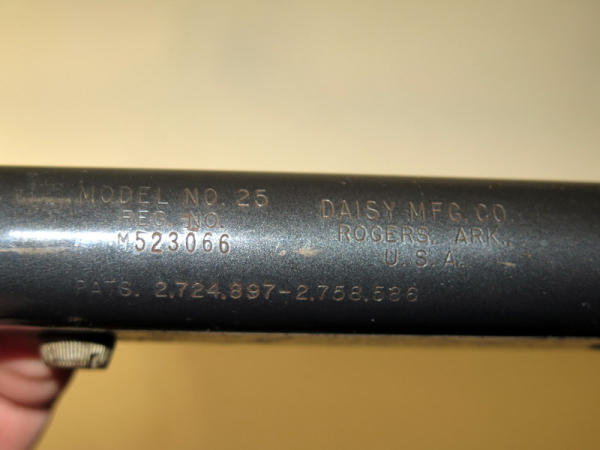 MODEL NO. 25
REG. NO.
M523066
DAISY MFG. CO.
ROGERS, ARK.,
U. S. A.
PATS. 2,724,897-2,758,586